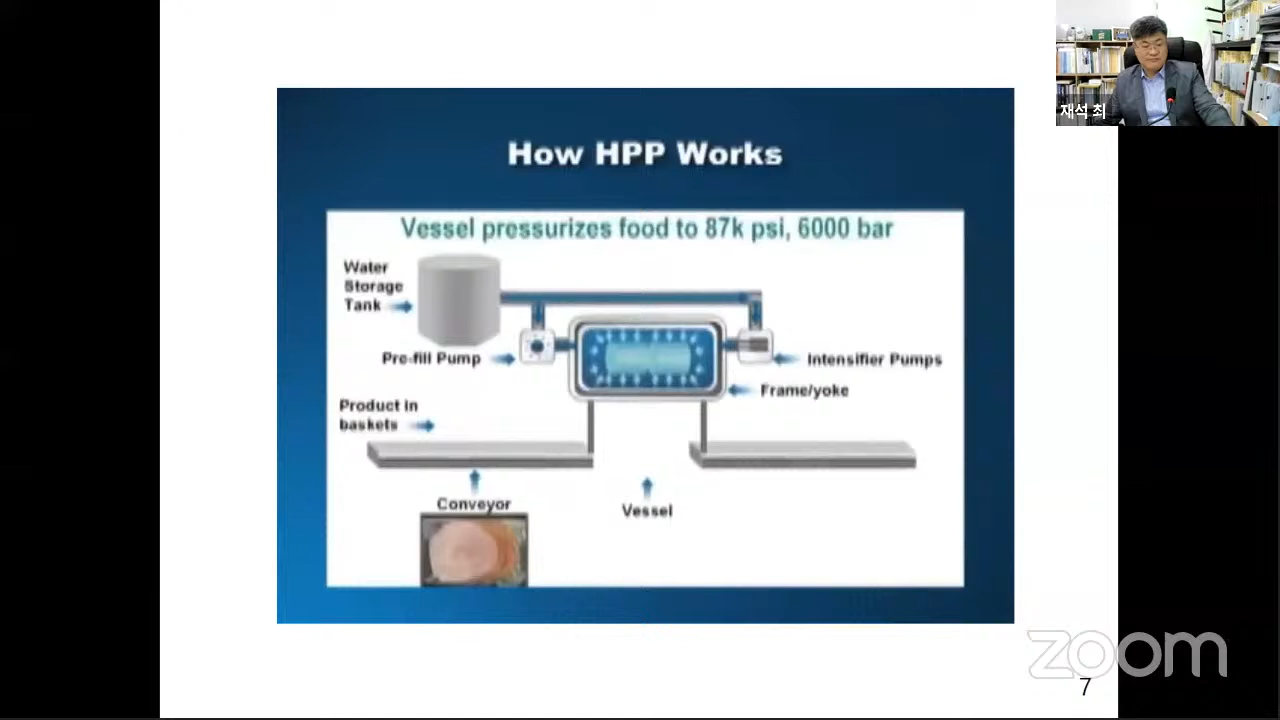 재석 최
How HPP Works
Vessel pressurizes food to 87k psi, 6000 bar
Water
Storage
Tank
Pre-fill Pump
Intensifier Pumps
Frame/yoke
Product in
baskets
Conveyor
Vessel
zoom
7